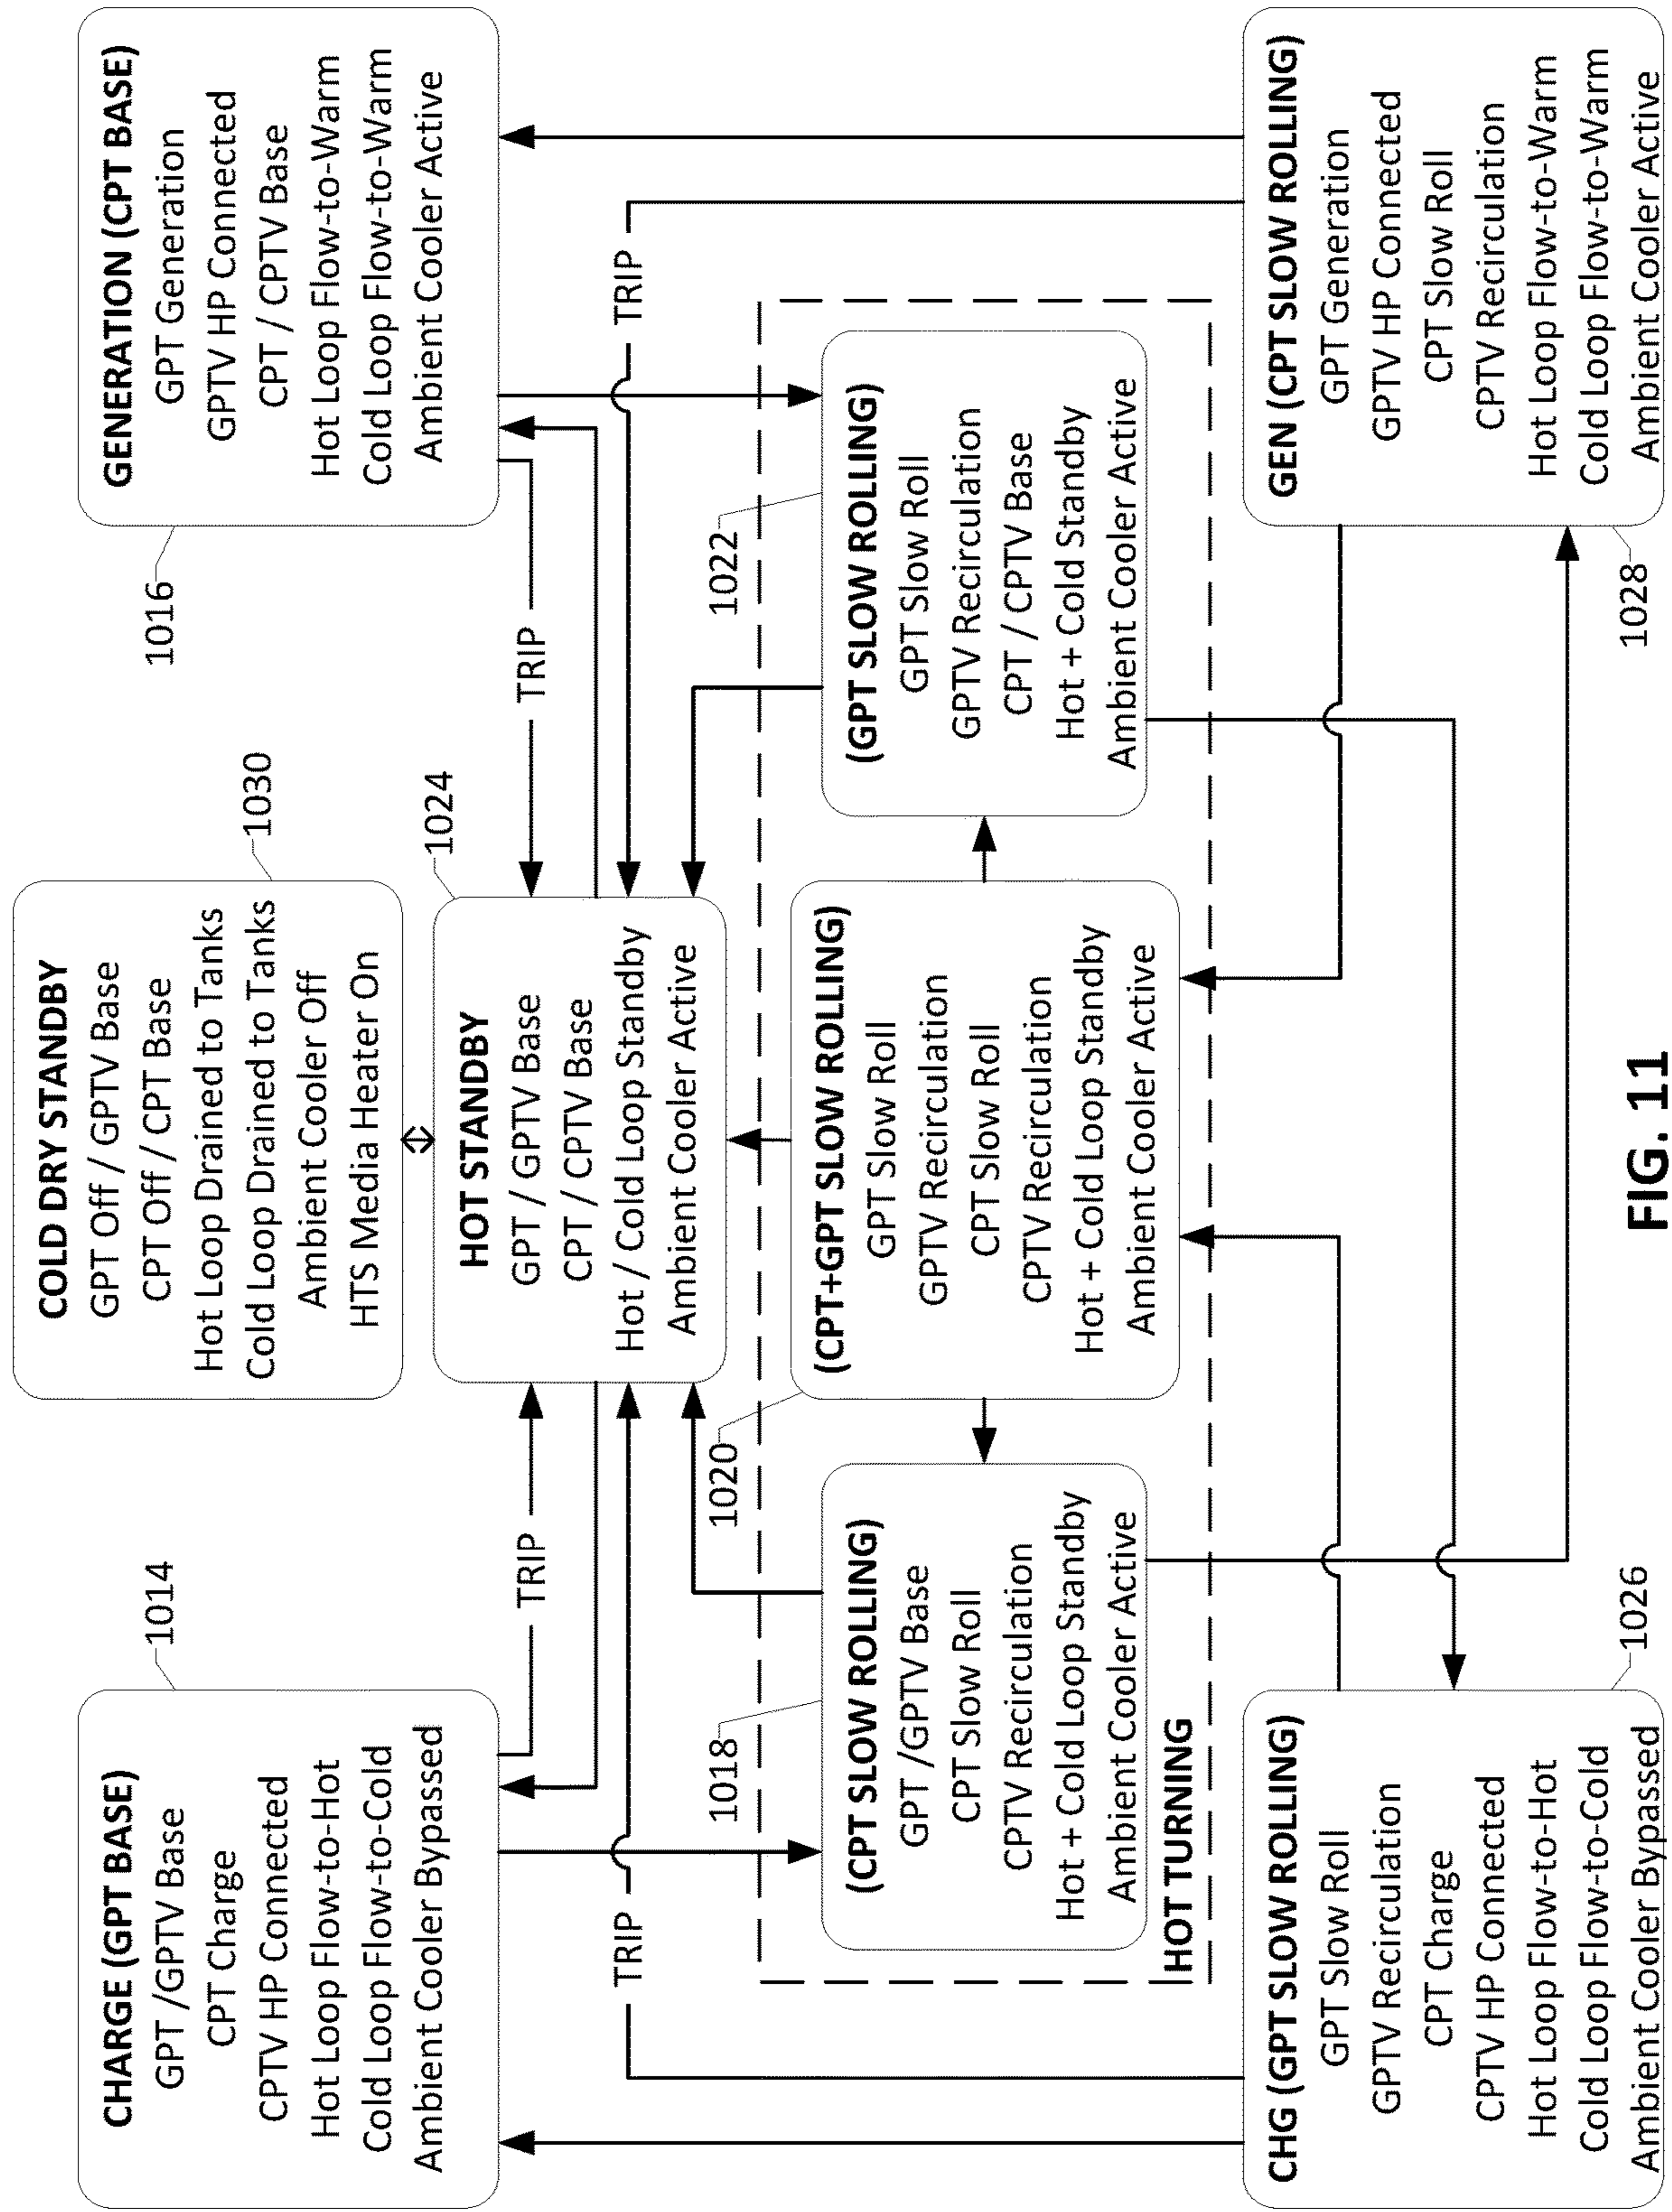 CHARGE (GPT BASE)
GPT /GPTV Base
CPT Charge
CPTV HP Connected
Hot Loop Flow-to-Hot
Cold Loop Flow-to-Cold
Ambient Cooler Bypassed
1014
COLD DRY STANDBY
GPT Off / GPTV Base
CPT Off / CPT Base
Hot Loop Drained to Tanks
Cold Loop Drained to Tanks
Ambient Cooler Off
HTS Media Heater On
1030
GENERATION (CPT BASE)
GPT Generation
GPTV HP Connected
CPT / CPTV Base
Hot Loop Flow-to-Warm
Cold Loop Flow-to-Warm
Ambient Cooler Active
1016
HOT STANDBY
GPT / GPTV Base
CPT / CPTV Base
Hot / Cold Loop Standby
Ambient Cooler Active
1024
TRIP
TRIP
TRIP
TRIP
(CPT SLOW ROLLING)
GPT /GPTV Base
CPT Slow Roll
CPTV Recirculation
Hot + Cold Loop Standby
Ambient Cooler Active
1018
(CPT+GPT SLOW ROLLING)
GPT Slow Roll
GPTV Recirculation
CPT Slow Roll
CPTV Recirculation
Hot + Cold Loop Standby
Ambient Cooler Active
1020
(GPT SLOW ROLLING)
GPT Slow Roll
GPTV Recirculation
CPT / CPTV Base
Hot + Cold Standby
Ambient Cooler Active
1022
HOT TURNING
CHG (GPT SLOW ROLLING)
GPT Slow Roll
GPTV Recirculation
CPT Charge
CPTV HP Connected
Hot Loop Flow-to-Hot
Cold Loop Flow-to-Cold
Ambient Cooler Bypassed
1026
GEN (CPT SLOW ROLLING)
GPT Generation
GPTV HP Connected
CPT Slow Roll
CPTV Recirculation
Hot Loop Flow-to-Warm
Cold Loop Flow-to-Warm
Ambient Cooler Active
1028
FIG. 11